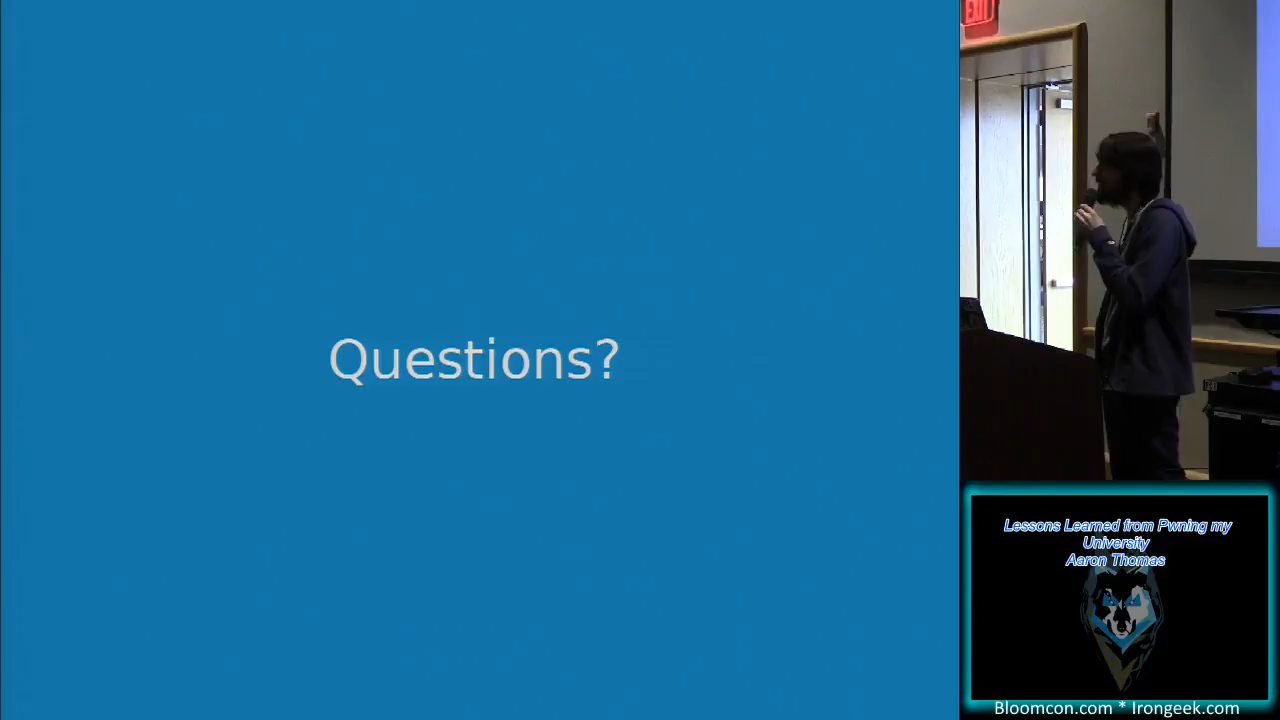 EXIT
Questions?
Lessons Learned from Pwning my
University
Aaron Thomas
Bloomcon.com * Irongeek.com